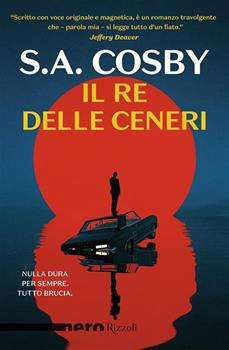 "Scritto con voce originale e magnetica, è un romanzo travolgente
che – parola mia – si legge tutto d'un fiato."
Jeffery Deaver
S.A. COSBY
IL RE
DELLE CENERI
NULLA DURA
PER SEMPRE.
TUTTO BRUCIA.
nero Rizzoli